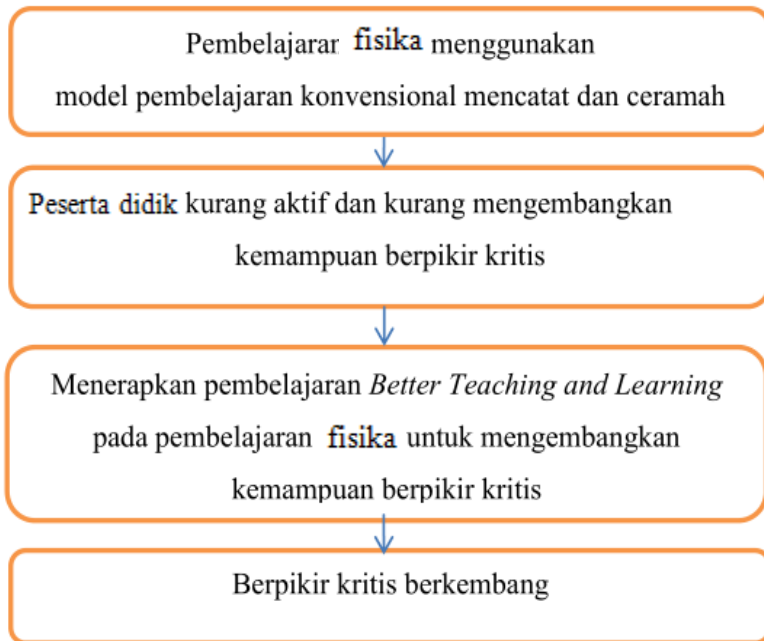 Pembelajaran fisika menggunakan
model pembelajaran konvensional mencatat dan ceramah
Peserta didik kurang aktif dan kurang mengembangkan
kemampuan berpikir kritis
Menerapkan pembelajaran Better Teaching and Learning
pada pembelajaran fisika untuk mengembangkan
kemampuan berpikir kritis
Berpikir kritis berkembang